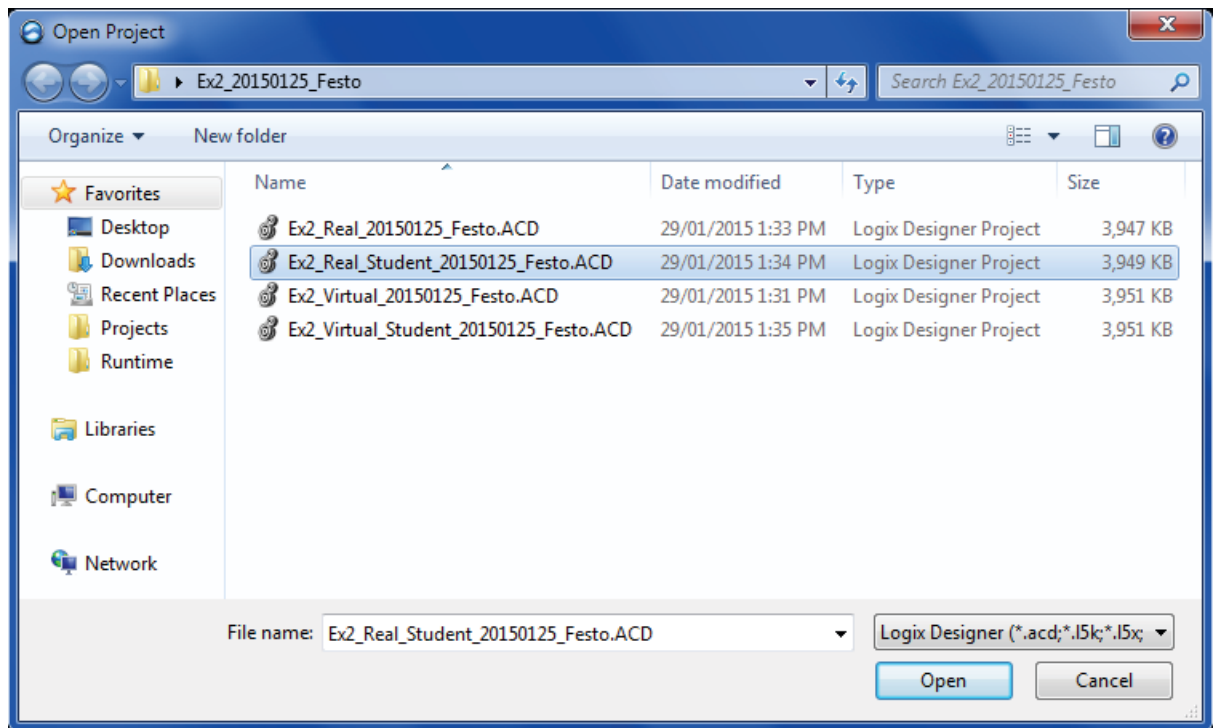 Open Project
Ex2_20150125_Festo
Search Ex2_20150125_Festo
Organize New folder
Name Date modified Type Size
Favorites
Desktop
Downloads
Recent Places
Projects
Runtime
Libraries
Computer
Network
Ex2_Real_20150125_Festo.ACD 29/01/2015 1:33 PM Logix Designer Project 3,947 KB
Ex2_Real_Student_20150125_Festo.ACD 29/01/2015 1:34 PM Logix Designer Project 3,949 KB
Ex2_Virtual_20150125_Festo.ACD 29/01/2015 1:31 PM Logix Designer Project 3,951 KB
Ex2_Virtual_Student_20150125_Festo.ACD 29/01/2015 1:35 PM Logix Designer Project 3,951 KB
File name: Ex2_Real_Student_20150125_Festo.ACD Logix Designer (*.acd;*.l5k;*.l5x;
Open Cancel